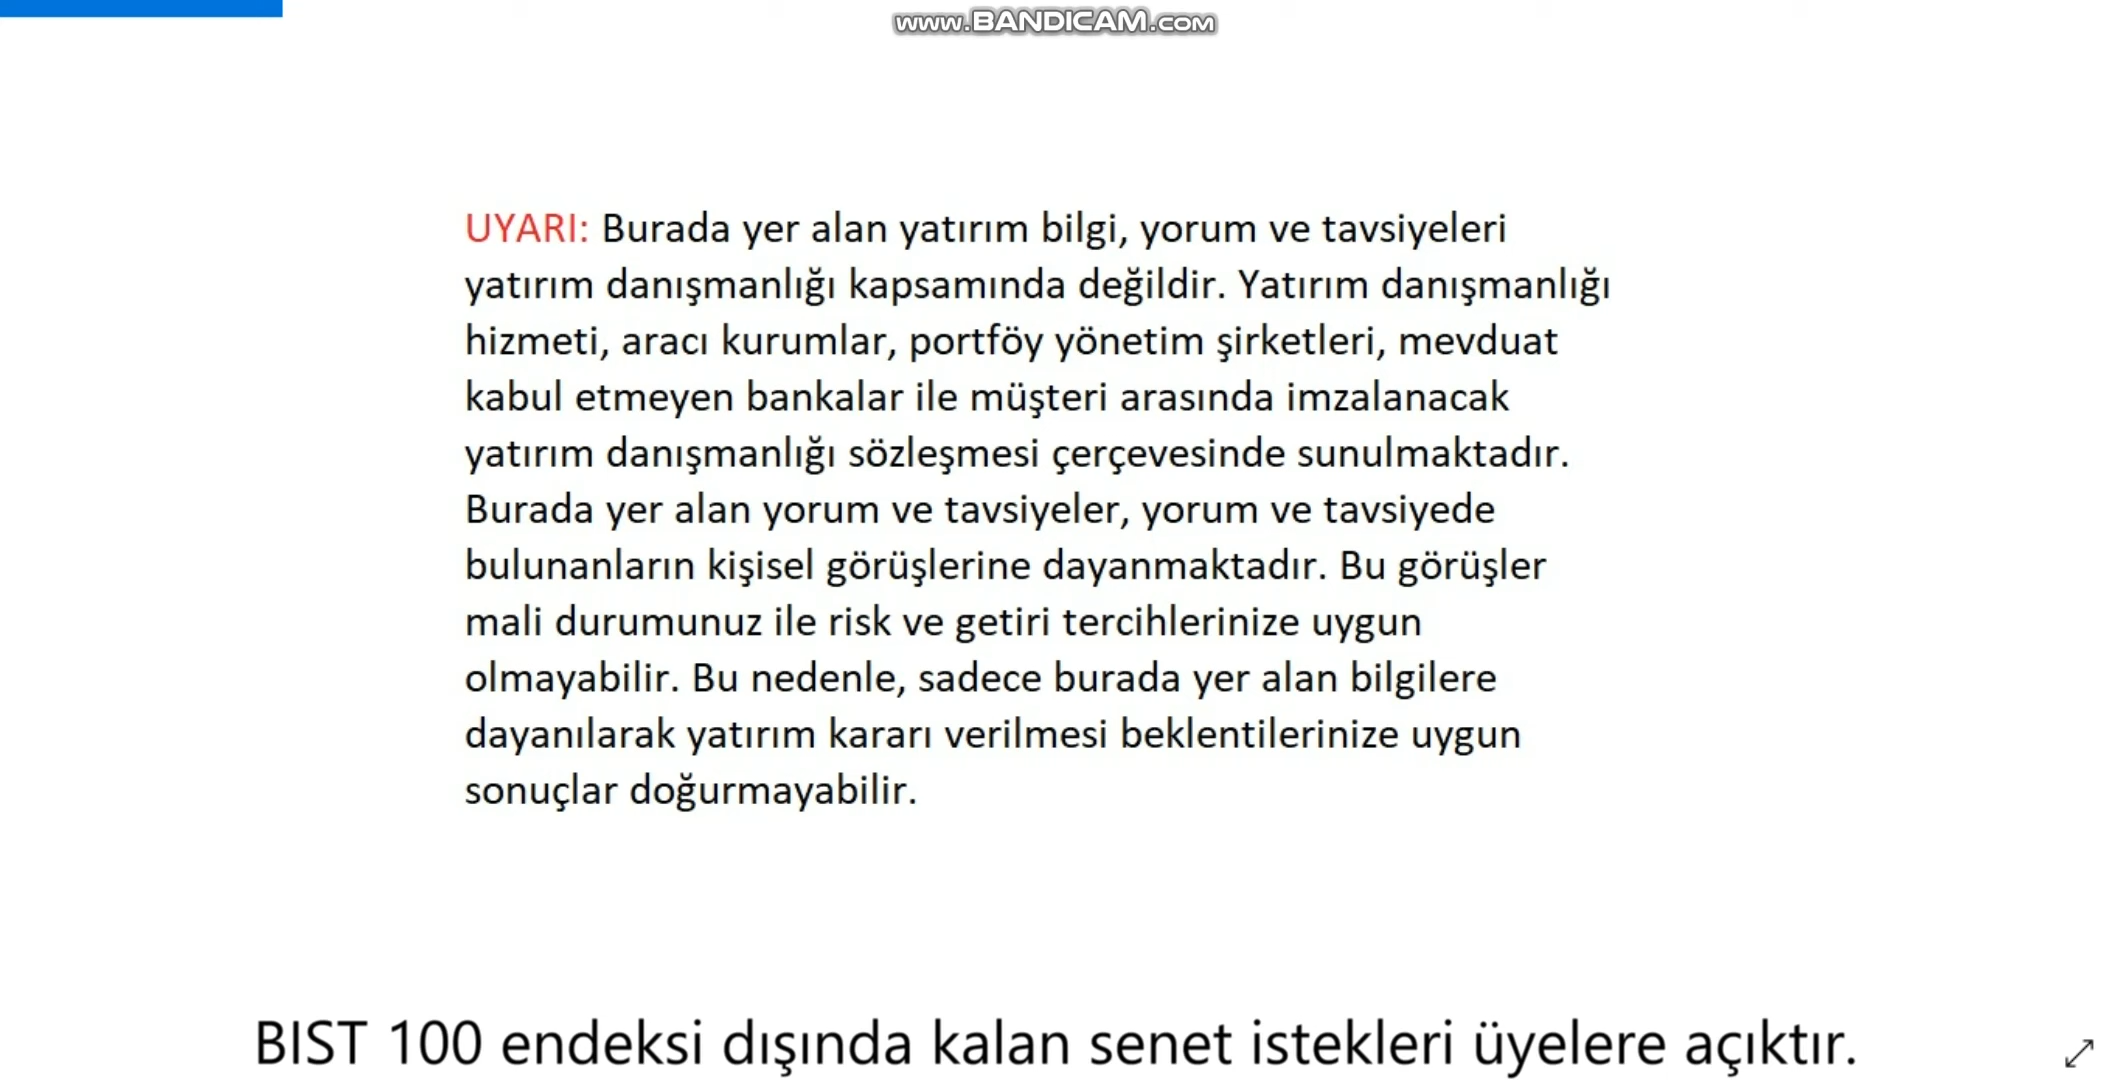 www.BANDICAM.com
UYARI: Burada yer alan yatırım bilgi, yorum ve tavsiyeleri
yatırım danışmanlığı kapsamında değildir. Yatırım danışmanlığı
hizmeti, aracı kurumlar, portföy yönetim şirketleri, mevduat
kabul etmeyen bankalar ile müşteri arasında imzalanacak
yatırım danışmanlığı sözleşmesi çerçevesinde sunulmaktadır.
Burada yer alan yorum ve tavsiyeler, yorum ve tavsiyede
bulunanların kişisel görüşlerine dayanmaktadır. Bu görüşler
mali durumunuz ile risk ve getiri tercihlerinize uygun
olmayabilir. Bu nedenle, sadece burada yer alan bilgilere
dayanılarak yatırım kararı verilmesi beklentilerinize uygun
sonuçlar doğurmayabilir.
BIST 100 endeksi dışında kalan senet istekleri üyelere açıktır.